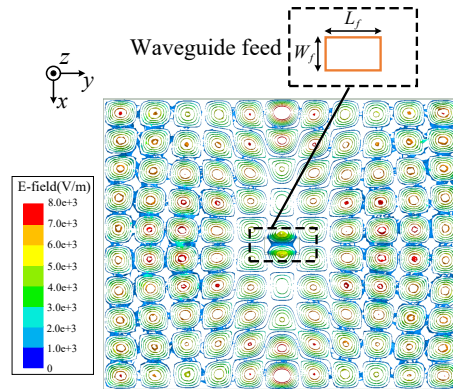 L_f
Waveguide feed
W_f
z
y
x
E-field(V/m)
8.0e+3
7.0e+3
6.0e+3
5.0e+3
4.0e+3
3.0e+3
2.0e+3
1.0e+3
0